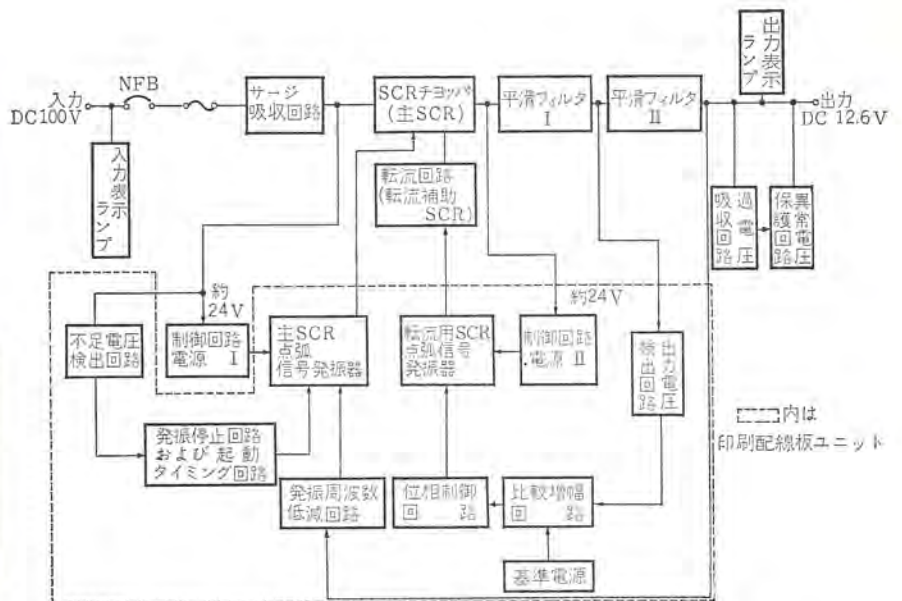 入力
DC 100V
NFB
入力表示
ランプ
サージ
吸収回路
SCRチヨッパ
(主SCR)
平滑フィルタ
I
平滑フィルタ
II
出力表示
ランプ
出力
DC 12.6V
転流回路
(転流補助
SCR)
過電圧
吸収回路
異常電圧
保護回路
約
24V
約24V
不足電圧
検出回路
制御回路
電源 I
主SCR
点弧
信号発振器
転流用SCR
点弧信号
発振器
制御回路
電源 II
出力電圧
検出回路
内は
印刷配線板ユニット
発振停止回路
および起動
タイミング回路
発振周波数
低減回路
位相制御
回路
比較増幅
回路
基準電源